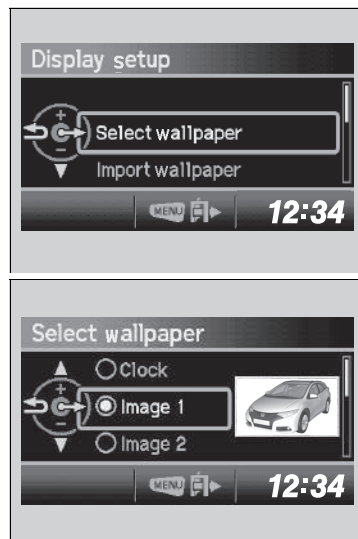 Display setup
+
Select wallpaper
−
Import wallpaper
MENU
12:34
Select wallpaper
Clock
+
Image 1
−
Image 2
MENU
12:34